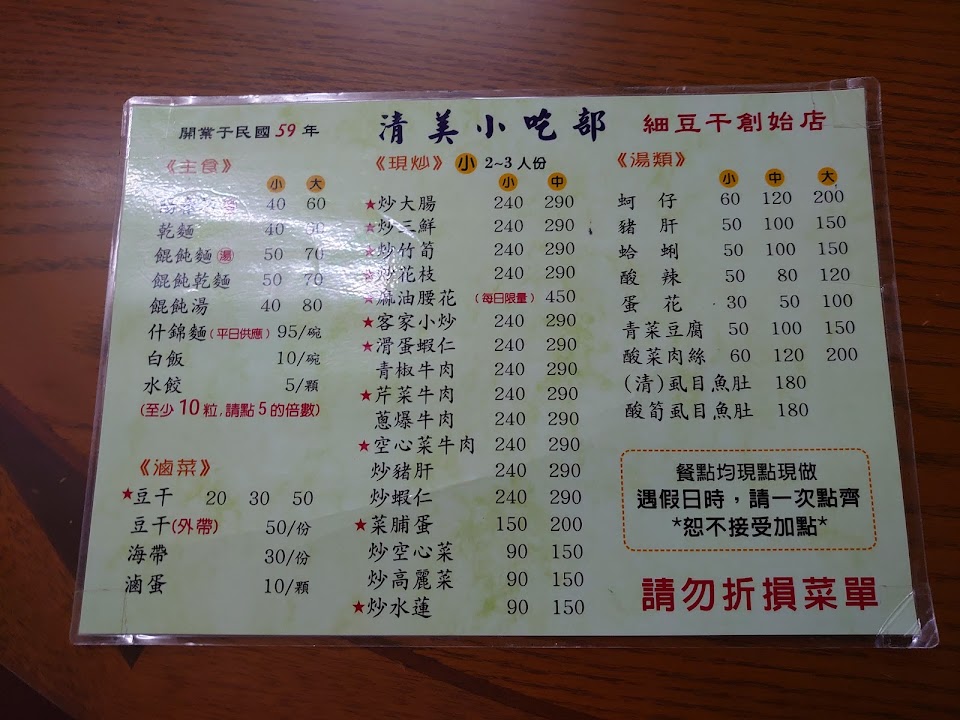 開業于民國59年
清美小吃部
細豆干創始店
《主食》
小 大
40 60
乾麵 40
餛飩麵(湯) 50 70
餛飩乾麵 50 70
餛飩湯 40 80
什錦麵(平日供應) 95/碗
白飯 10/碗
水餃 5/顆
(至少10粒,請點5的倍數)
《滷菜》
★豆干 20 30 50
豆干(外帶) 50/份
海帶 30/份
滷蛋 10/顆
《現炒》 小 2~3人份
小 中
★炒大腸 240 290
★炒三鮮 240 290
★炒竹筍 240 290
★炒花枝 240 290
★麻油腰花 (每日限量) 450
★客家小炒 240 290
★滑蛋蝦仁 240 290
青椒牛肉 240 290
★芹菜牛肉 240 290
蔥爆牛肉 240 290
★空心菜牛肉 240 290
炒豬肝 240 290
炒蝦仁 240 290
★菜脯蛋 150 200
炒空心菜 90 150
炒高麗菜 90 150
★炒水蓮 90 150
《湯類》
小 中 大
蚵仔 60 120 200
豬肝 50 100 150
蛤蜊 50 100 150
酸辣 50 80 120
蛋花 30 50 100
青菜豆腐 50 100 150
酸菜肉絲 60 120 200
(清)虱目魚肚 180
酸筍虱目魚肚 180
餐點均現點現做
遇假日時，請一次點齊
*恕不接受加點*
請勿折損菜單